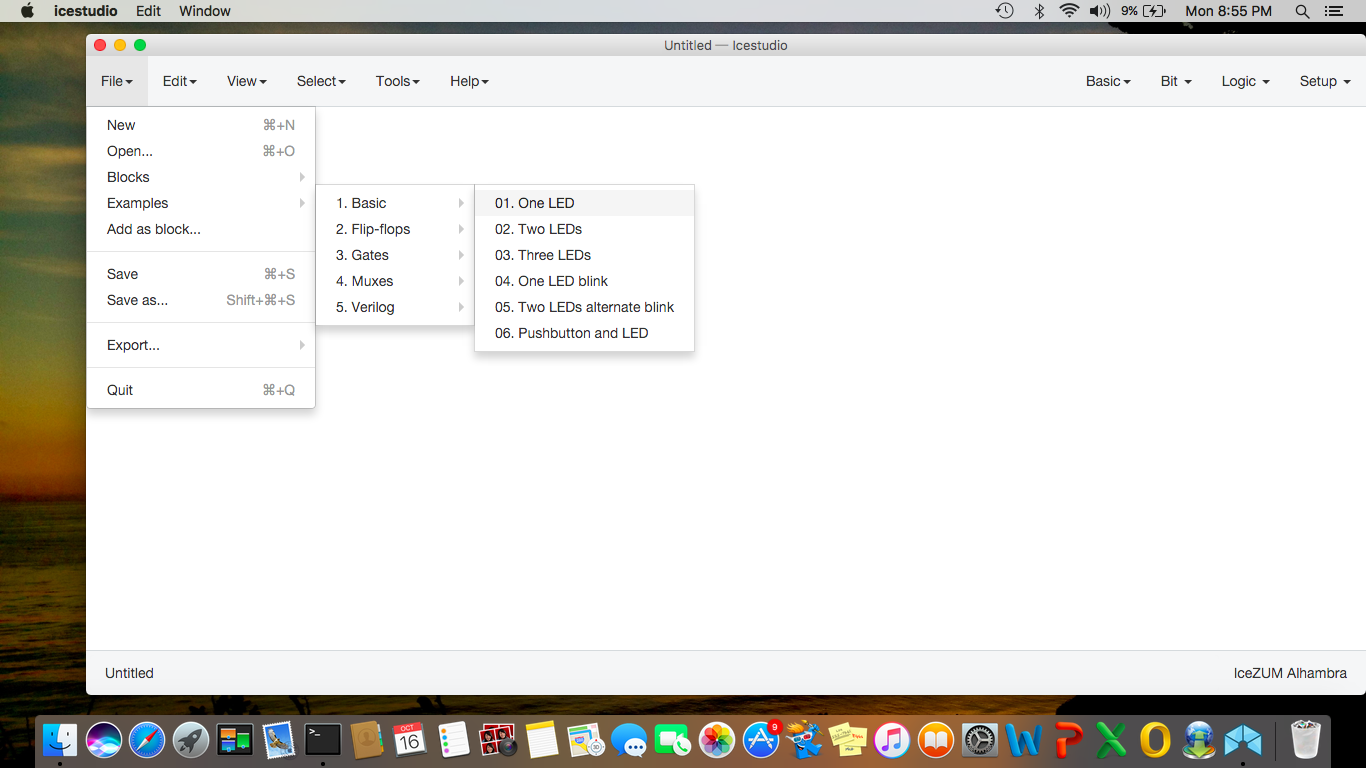 icestudio Edit Window 9% Mon 8:55 PM
Untitled — Icestudio
File Edit View Select Tools Help Basic Bit Logic Setup
New ⌘+N
Open... ⌘+O
Blocks
Examples
Add as block...
Save ⌘+S
Save as... Shift+⌘+S
Export...
Quit ⌘+Q
1. Basic
2. Flip-flops
3. Gates
4. Muxes
5. Verilog
01. One LED
02. Two LEDs
03. Three LEDs
04. One LED blink
05. Two LEDs alternate blink
06. Pushbutton and LED
Untitled IceZUM Alhambra
>_ OCT 16 3D 9 W P X O